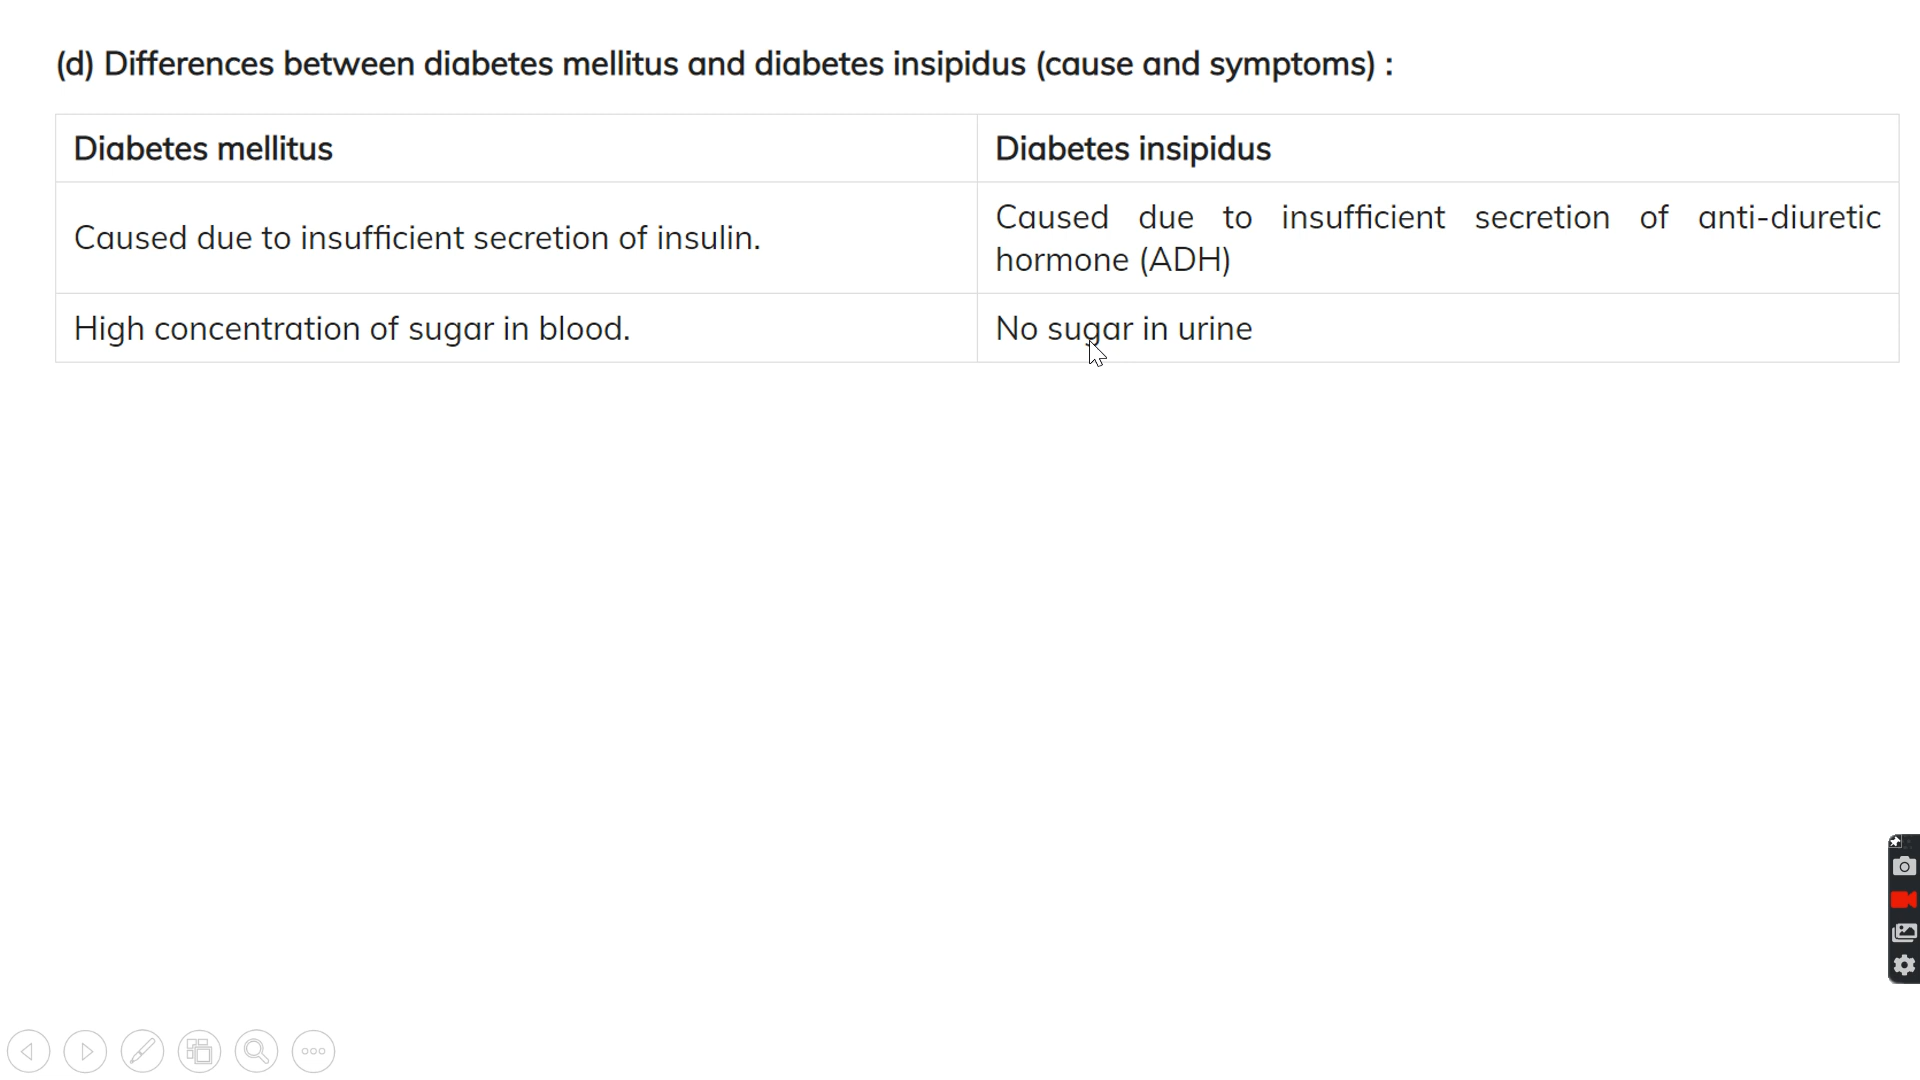 (d) Differences between diabetes mellitus and diabetes insipidus (cause and symptoms) :
Diabetes mellitus
Diabetes insipidus
Caused due to insufficient secretion of insulin.
Caused due to insufficient secretion of anti-diuretic
hormone (ADH)
High concentration of sugar in blood.
No sugar in urine